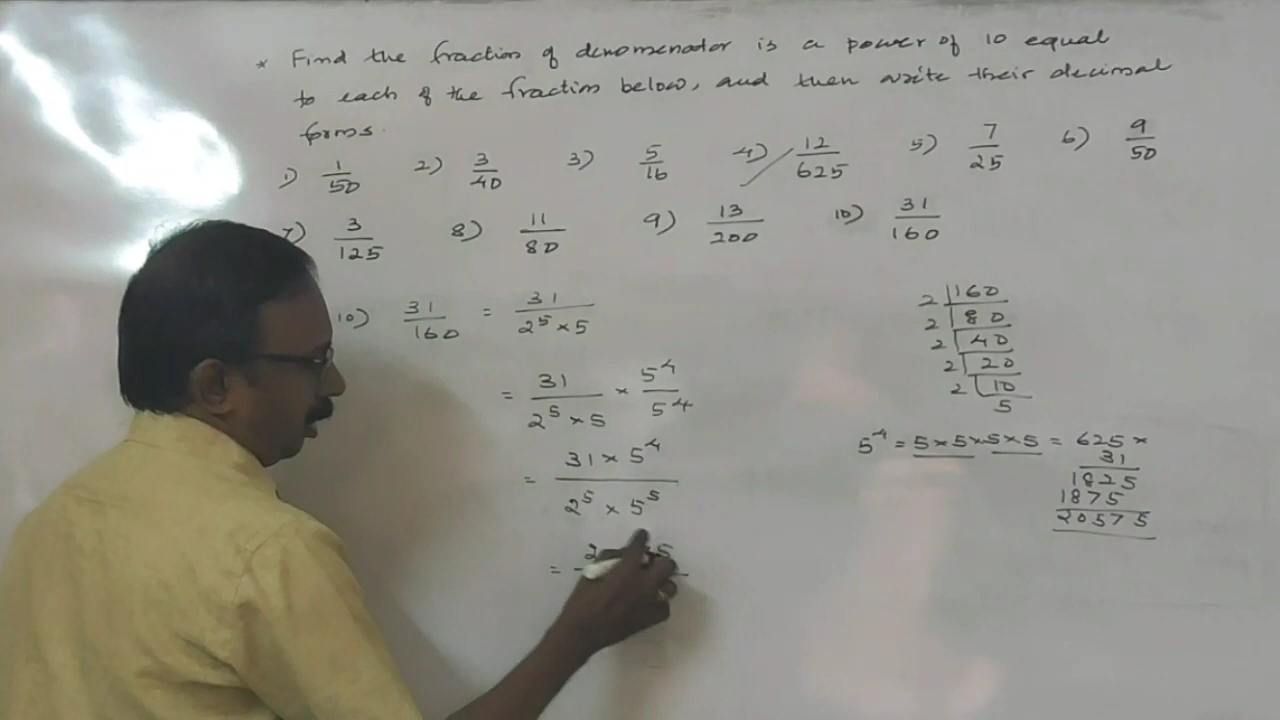 * Find the fraction of denomenator is a power of 10 equal
to each of the fraction below, and then write their decimal
forms.
1) 1/50 2) 3/40 3) 5/16 4) 12/625 5) 7/25 6) 9/50
7) 3/125 8) 11/80 9) 13/200 10) 31/160
10) 31/160 = 31/2⁵×5
= 31/2⁵×5 × 5⁴/5⁴
= 31×5⁴/2⁵×5⁵
=
2 |160
2 |80
2 |40
2 |20
2 |10
5
5⁴ = 5×5×5×5 = 625 ×
31
1825
1875
20575